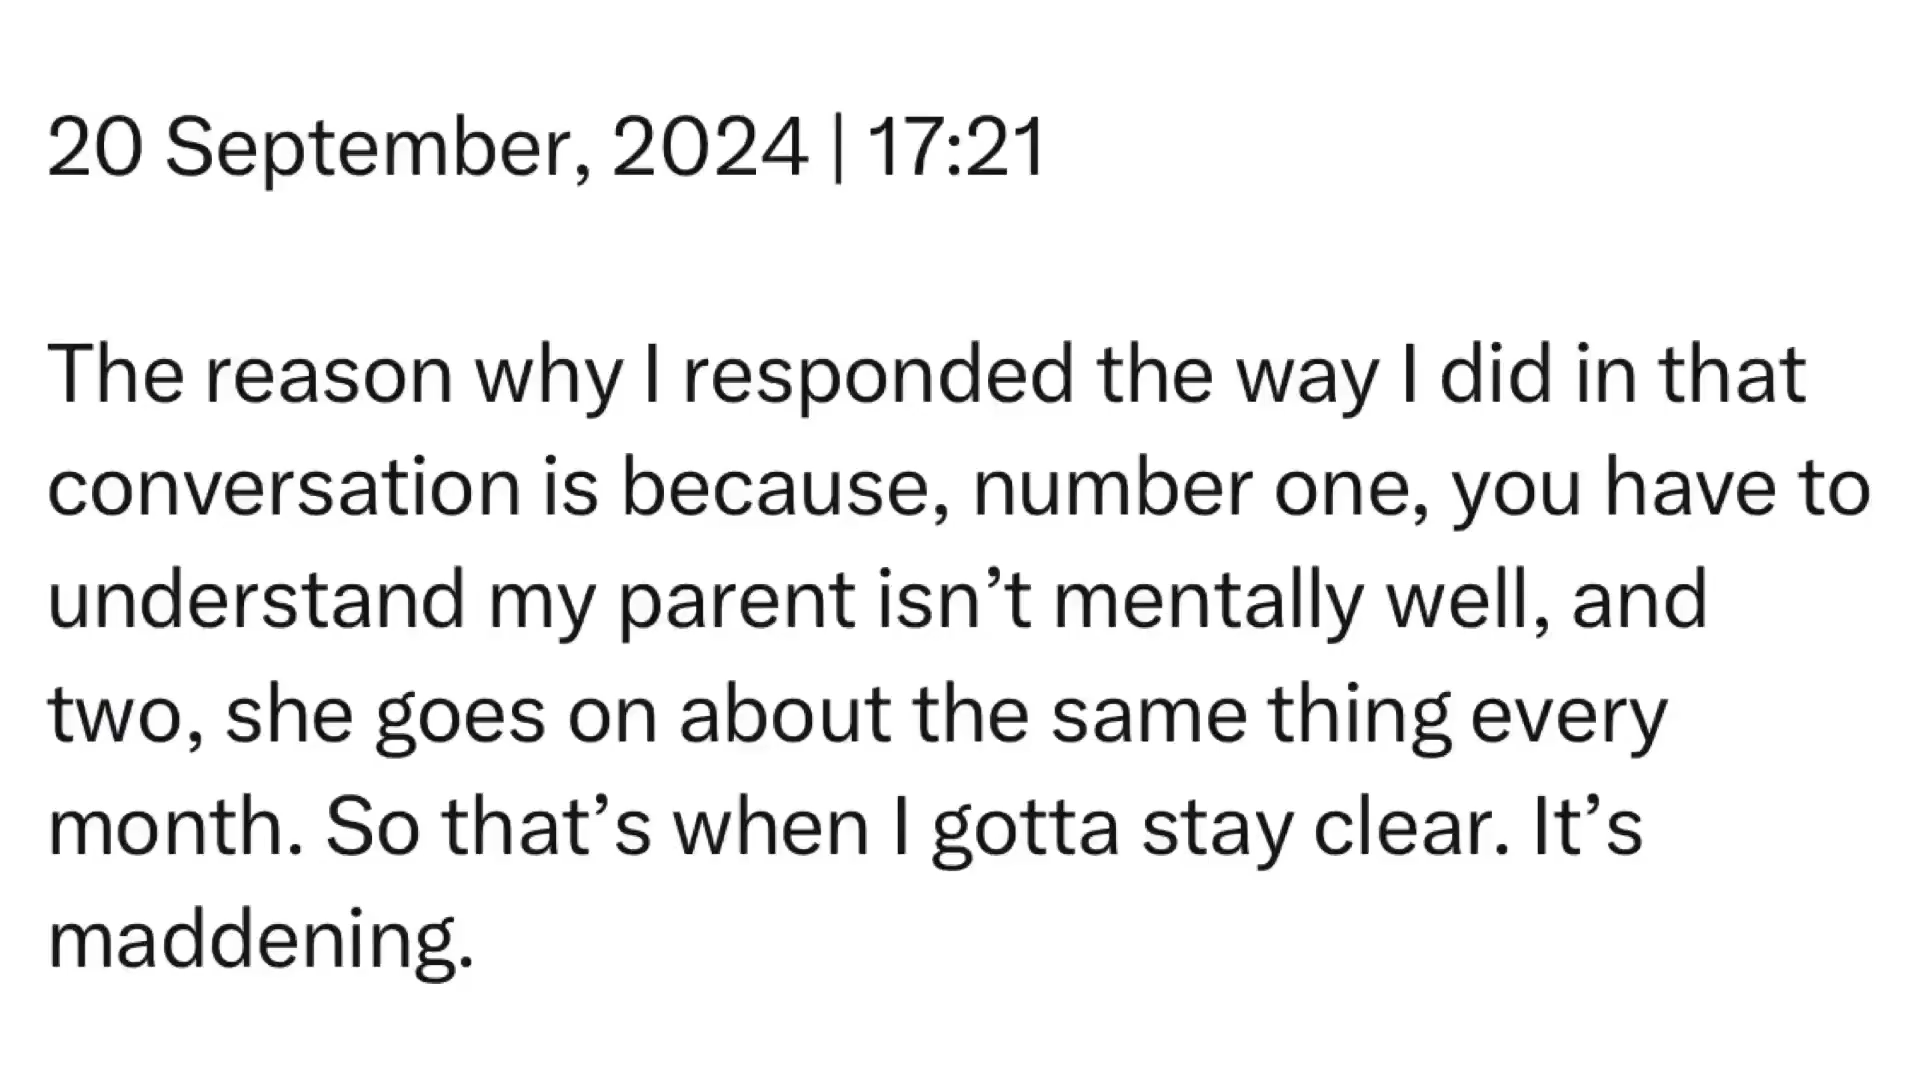 20 September, 2024 | 17:21
The reason why I responded the way I did in that
conversation is because, number one, you have to
understand my parent isn’t mentally well, and
two, she goes on about the same thing every
month. So that’s when I gotta stay clear. It’s
maddening.